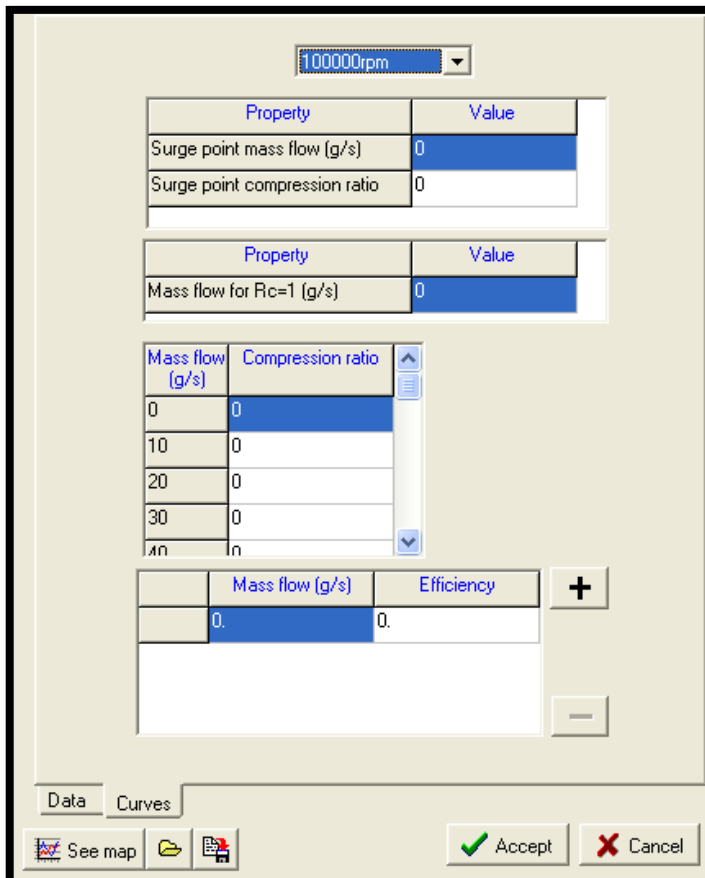 100000rpm
Property Value
Surge point mass flow (g/s) 0
Surge point compression ratio 0
Property Value
Mass flow for Rc=1 (g/s) 0
Mass flow (g/s) Compression ratio
0 0
10 0
20 0
30 0
40 0
Mass flow (g/s) Efficiency
0. 0.
Data Curves
See map Accept Cancel